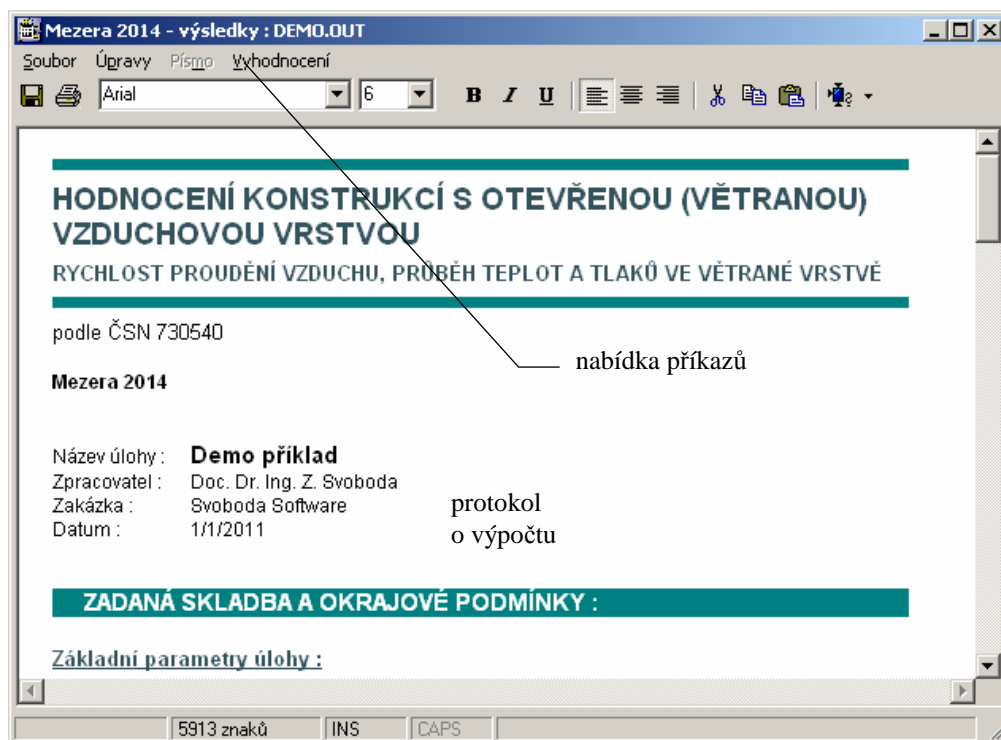 Mezera 2014 - výsledky : DEMO.OUT
Soubor Úpravy Písmo Vyhodnocení
Arial 6 B I U
HODNOCENÍ KONSTRUKCÍ S OTEVŘENOU (VĚTRANOU)
VZDUCHOVOU VRSTVOU
RYCHLOST PROUDĚNÍ VZDUCHU, PRŮBĚH TEPLOT A TLAKŮ VE VĚTRANÉ VRSTVĚ
podle ČSN 730540
nabídka příkazů
Mezera 2014
Název úlohy : Demo příklad
Zpracovatel : Doc. Dr. Ing. Z. Svoboda
Zakázka : Svoboda Software
Datum : 1/1/2011
protokol
o výpočtu
ZADANÁ SKLADBA A OKRAJOVÉ PODMÍNKY :
Základní parametry úlohy :
5913 znaků INS CAPS